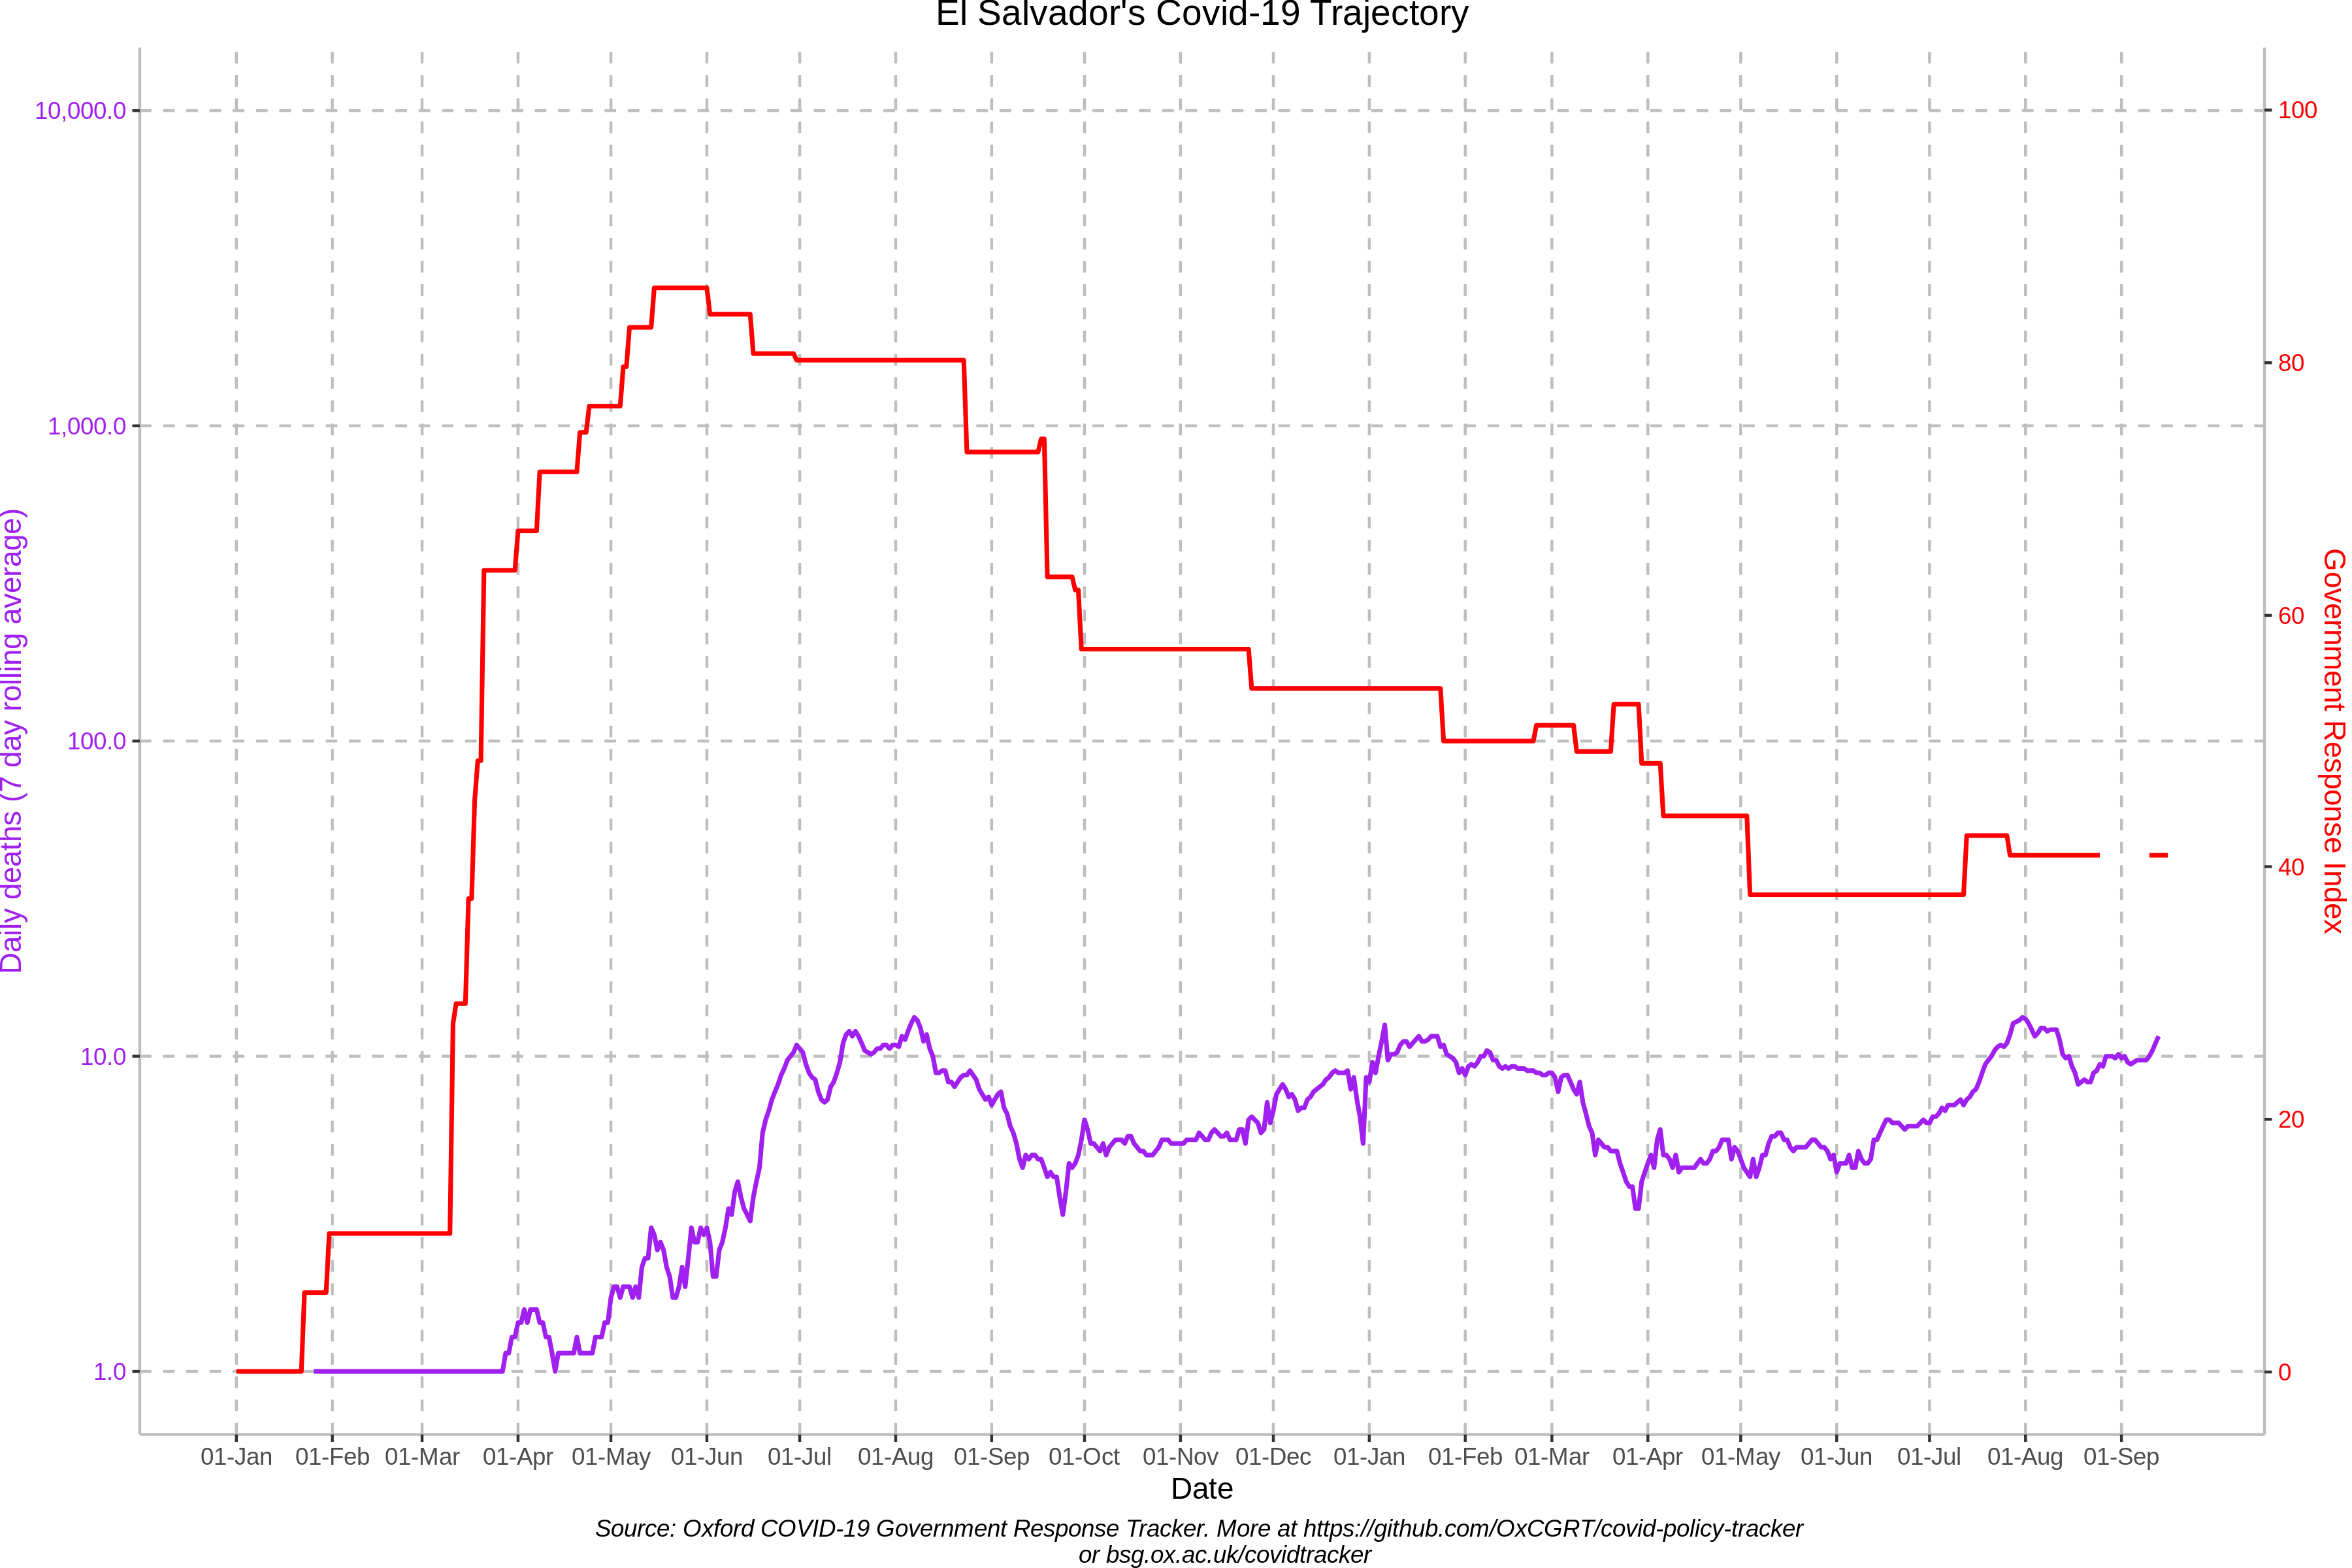 El Salvador's Covid-19 Trajectory
10,000.0
1,000.0
100.0
10.0
1.0
Daily deaths (7 day rolling average)
100
80
60
40
20
0
Government Response Index
01-Jan 01-Feb 01-Mar 01-Apr 01-May 01-Jun 01-Jul 01-Aug 01-Sep 01-Oct 01-Nov 01-Dec 01-Jan 01-Feb 01-Mar 01-Apr 01-May 01-Jun 01-Jul 01-Aug 01-Sep
Date
Source: Oxford COVID-19 Government Response Tracker. More at https://github.com/OxCGRT/covid-policy-tracker
or bsg.ox.ac.uk/covidtracker